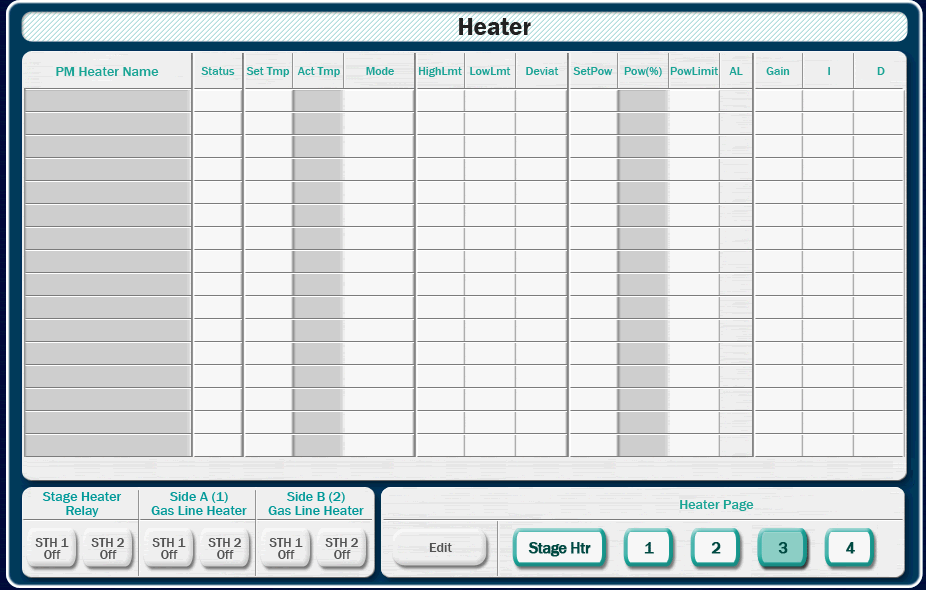 Heater
PM Heater Name Status Set Tmp Act Tmp Mode HighLmt LowLmt Deviat SetPow Pow(%) PowLimit AL Gain I D
Stage Heater
Relay
Side A (1)
Gas Line Heater
Side B (2)
Gas Line Heater
Heater Page
STH 1
Off
STH 2
Off
STH 1
Off
STH 2
Off
STH 1
Off
STH 2
Off
Edit
Stage Htr
1
2
3
4